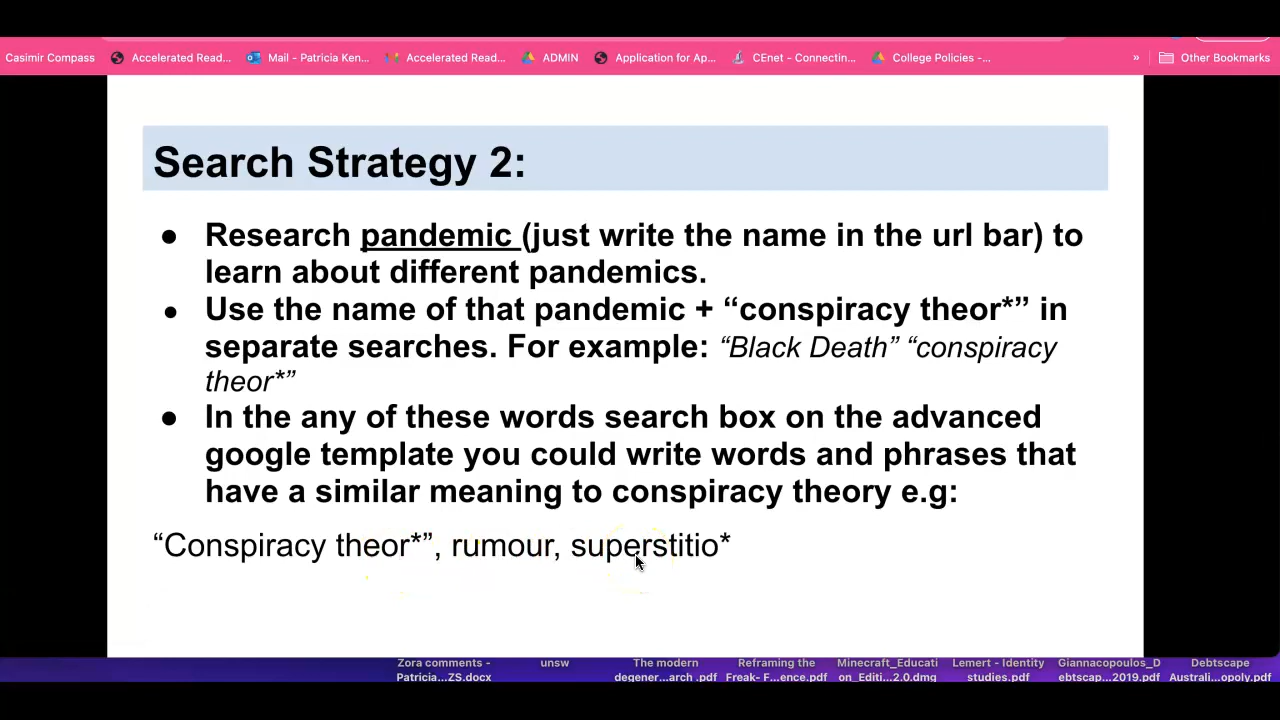 Casimir Compass Accelerated Read... Mail - Patricia Ken... Accelerated Read... ADMIN Application for Ap... CEnet - Connectin... College Policies -... » Other Bookmarks
Search Strategy 2:
● Research pandemic (just write the name in the url bar) to
learn about different pandemics.
● Use the name of that pandemic + “conspiracy theor*” in
separate searches. For example: “Black Death” “conspiracy
theor*”
● In the any of these words search box on the advanced
google template you could write words and phrases that
have a similar meaning to conspiracy theory e.g:
“Conspiracy theor*”, rumour, superstitio*
Zora comments - unsw The modern Reframing the Minecraft_Educati Lemert - Identity Giannacopoulos_D Debtscape
Patricia...ZS.docx degener...arch .pdf Freak- F...ence.pdf on_Editi...2.0.dmg studies.pdf ebtscap...2019.pdf Australi...opoly.pdf